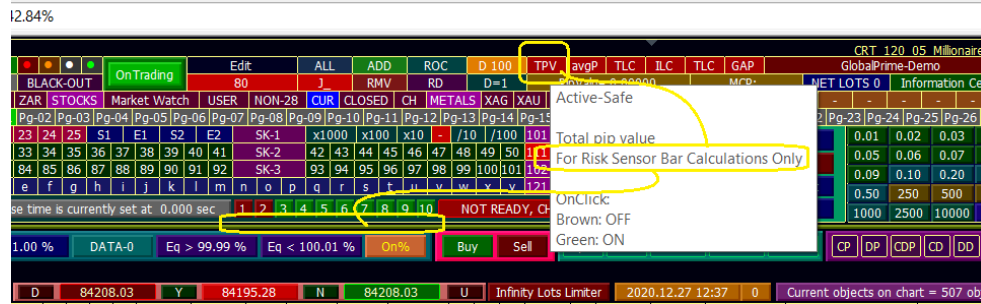 42.84%
CRT 120 05 Millionaire
OnTrading Edit ALL ADD ROC D 100 TPV avgP TLC ILC TLC GAP GlobalPrime-Demo
BLACK-OUT 80 J_ RMV RD D=1 NET LOTS 0 Information Ce
ZAR STOCKS Market Watch USER NON-28 CUR CLOSED CH METALS XAG XAU - - - - -
Pg-02 Pg-03 Pg-04 Pg-05 Pg-06 Pg-07 Pg-08 Pg-09 Pg-10 Pg-11 Pg-12 Pg-13 Pg-14 Pg-15 Pg-23 Pg-24 Pg-25 Pg-26
23 24 25 S1 E1 S2 E2 SK-1 x1000 x100 x10 - /10 /100 101 0.01 0.02 0.03
33 34 35 36 37 38 39 40 41 SK-2 42 43 44 45 46 47 48 49 50 111 0.05 0.06 0.07
84 85 86 87 88 89 90 91 92 SK-3 93 94 95 96 97 98 99 100 101 102 0.09 0.10 0.20
e f g h i j k l m n o p q r s t u v w x y 121 0.50 250 500
se time is currently set at 0.000 sec 1 2 3 4 5 6 7 8 9 10 NOT READY, CH 1000 2500 10000
Active-Safe
Total pip value
For Risk Sensor Bar Calculations Only
OnClick:
Brown: OFF
Green: ON
1.00 % DATA-0 Eq > 99.99 % Eq < 100.01 % On% Buy Sell CP DP CDP CD DD
D 84208.03 Y 84195.28 N 84208.03 U Infinity Lots Limiter 2020.12.27 12:37 0 Current objects on chart = 507 ob